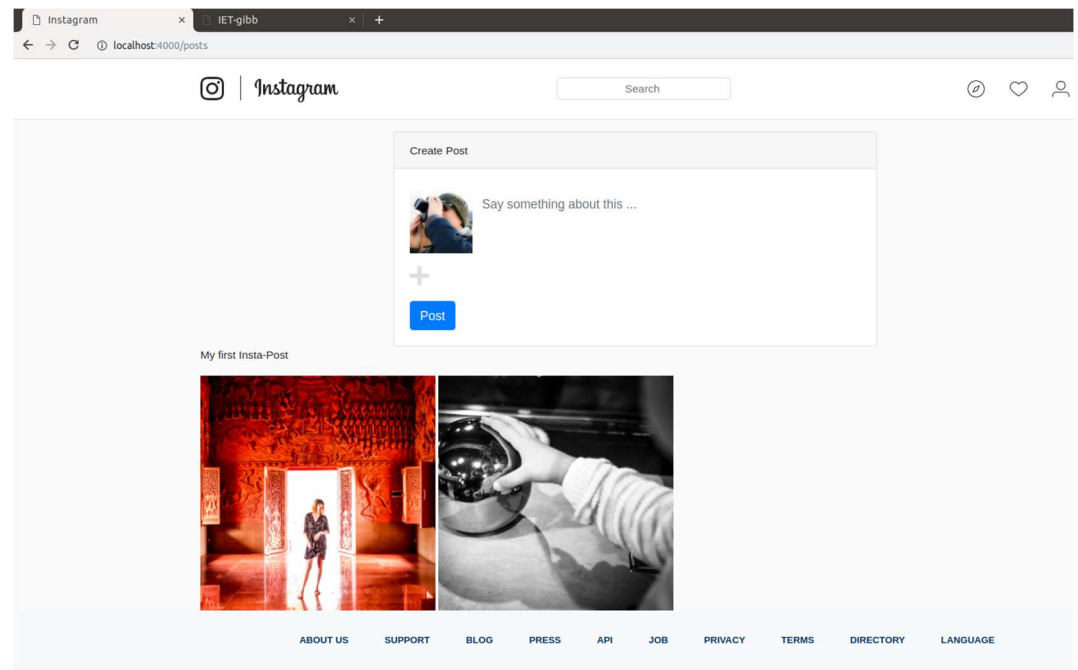 Instagram
IET-gibb
localhost:4000/posts
Instagram
Search
Create Post
Say something about this ...
Post
My first Insta-Post
ABOUT US SUPPORT BLOG PRESS API JOB PRIVACY TERMS DIRECTORY LANGUAGE